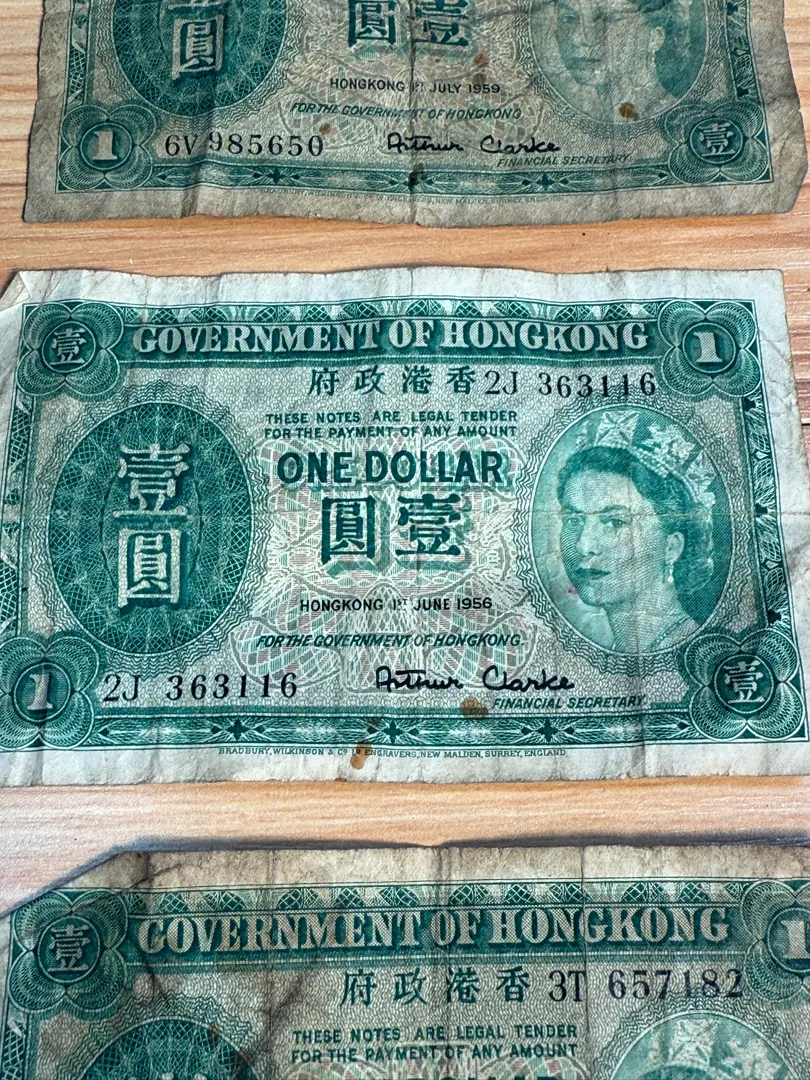 壹圓
圓壹
HONGKONG 1ST JULY 1959
FOR THE GOVERNMENT OF HONGKONG
1
6V 985650
Arthur Clarke
FINANCIAL SECRETARY
壹
壹
GOVERNMENT OF HONGKONG
1
府政港香 2J 363116
THESE NOTES ARE LEGAL TENDER
FOR THE PAYMENT OF ANY AMOUNT
ONE DOLLAR
壹圓
圓壹
HONGKONG 1ST JUNE 1956
FOR THE GOVERNMENT OF HONGKONG
1
2J 363116
Arthur Clarke
FINANCIAL SECRETARY
壹
BRADBURY, WILKINSON & Co. Ld. ENGRAVERS, NEW MALDEN, SURREY, ENGLAND
壹
GOVERNMENT OF HONGKONG
1
府政港香 3T 657182
THESE NOTES ARE LEGAL TENDER
FOR THE PAYMENT OF ANY AMOUNT